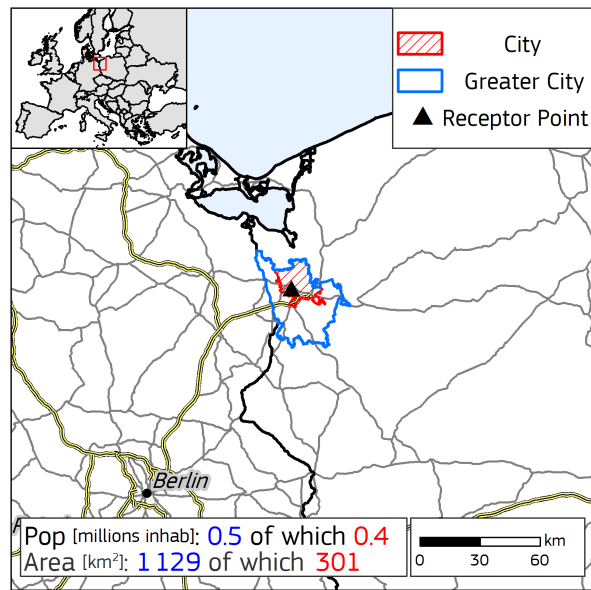 City
Greater City
Receptor Point
Berlin
Pop [millions inhab]: 0.5 of which 0.4
Area [km²]: 1 129 of which 301
0 30 60 km